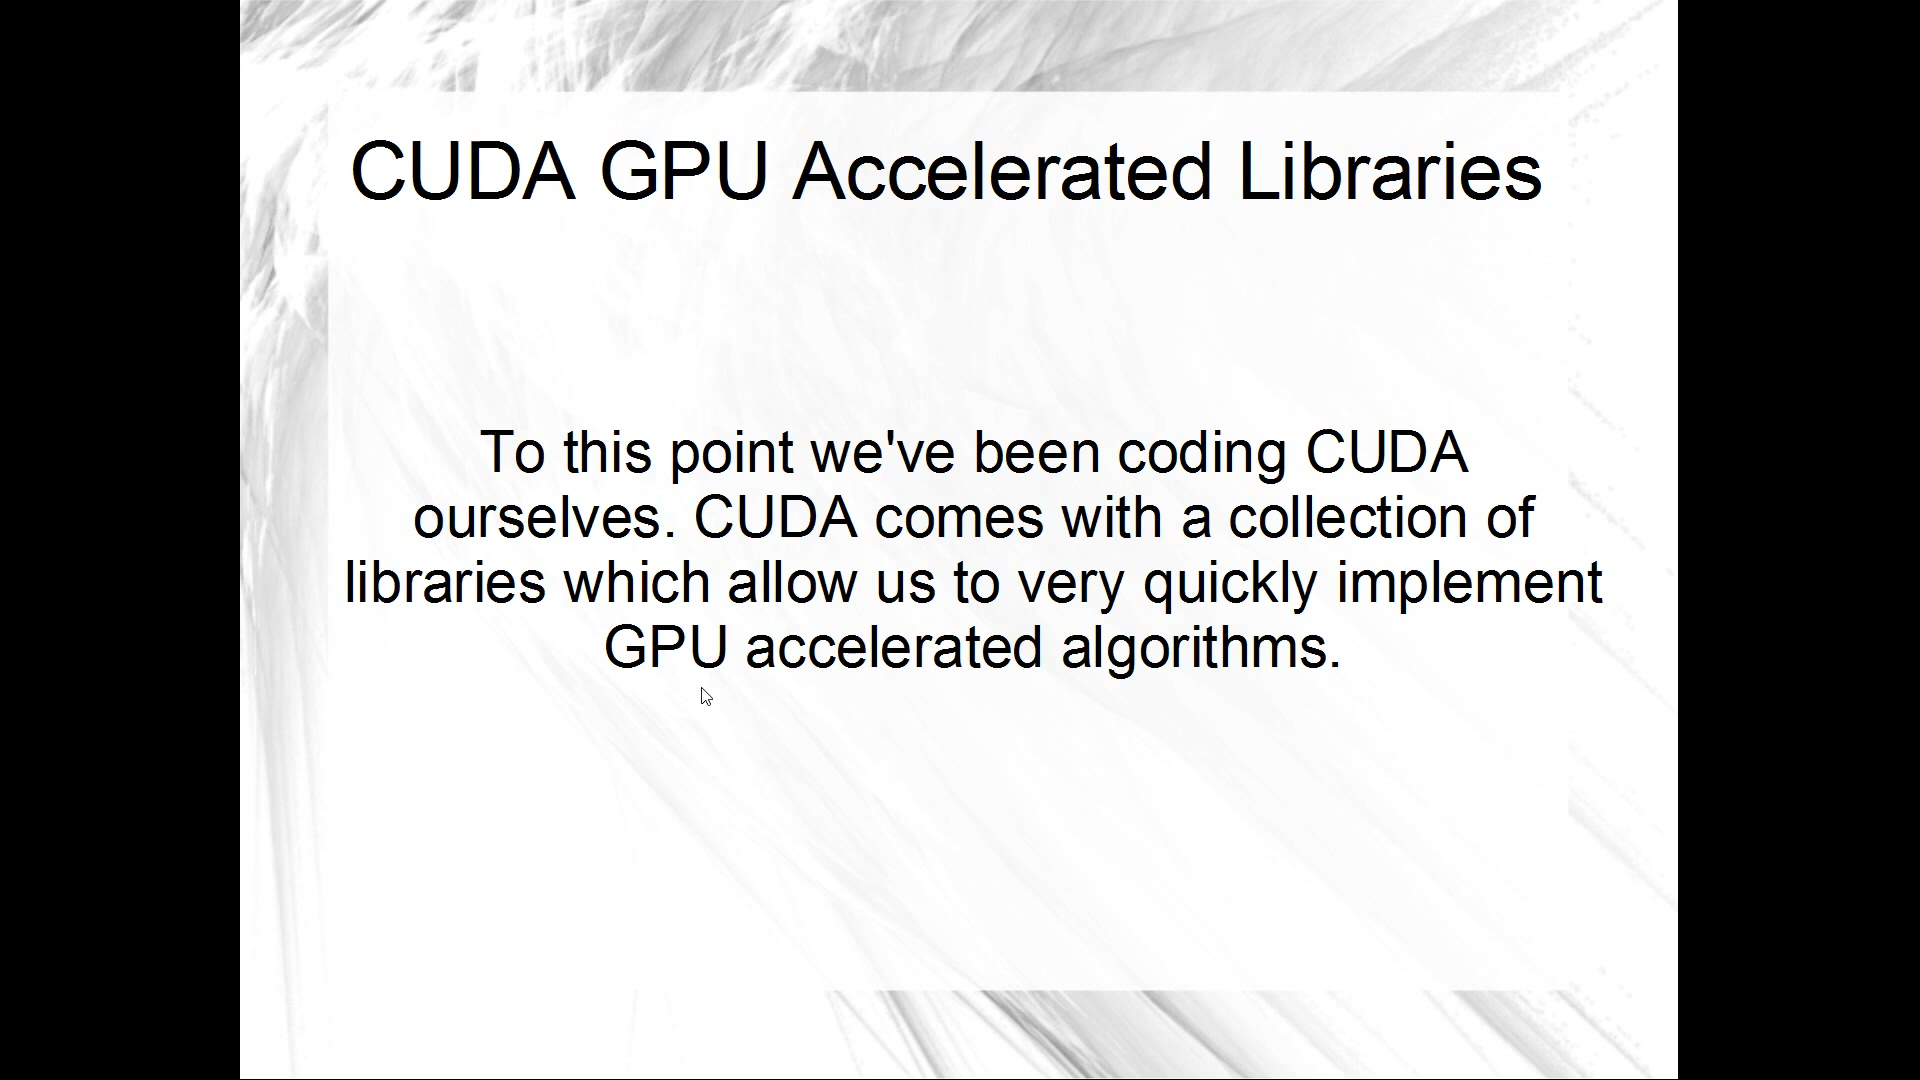 CUDA GPU Accelerated Libraries
To this point we've been coding CUDA
ourselves. CUDA comes with a collection of
libraries which allow us to very quickly implement
GPU accelerated algorithms.